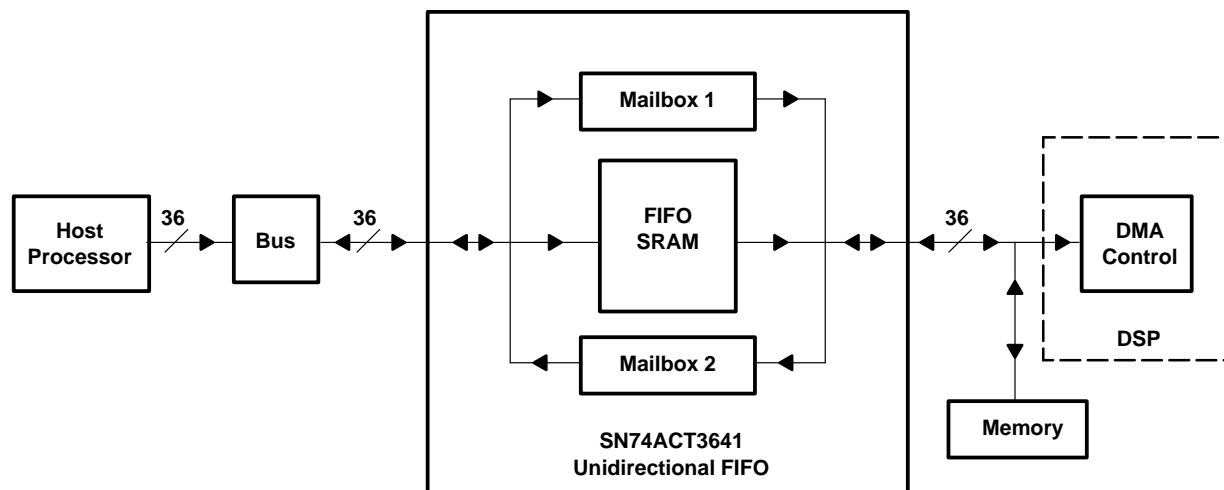 Mailbox 1
36
Host
Processor
Bus
36
FIFO
SRAM
36
DMA
Control
Mailbox 2
DSP
Memory
SN74ACT3641
Unidirectional FIFO